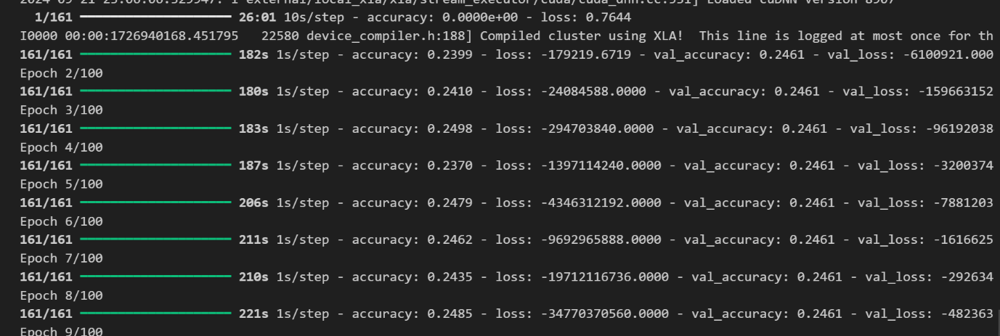 2024 09 21 23:06:08.329947: I external/local_xla/xla/stream_executor/cuda/cuda_dnn.cc:531] Loaded cuDNN version 8907
1/161 26:01 10s/step - accuracy: 0.0000e+00 - loss: 0.7644
I0000 00:00:1726940168.451795 22580 device_compiler.h:188] Compiled cluster using XLA! This line is logged at most once for th
161/161 182s 1s/step - accuracy: 0.2399 - loss: -179219.6719 - val_accuracy: 0.2461 - val_loss: -6100921.000
Epoch 2/100
161/161 180s 1s/step - accuracy: 0.2410 - loss: -24084588.0000 - val_accuracy: 0.2461 - val_loss: -159663152
Epoch 3/100
161/161 183s 1s/step - accuracy: 0.2498 - loss: -294703840.0000 - val_accuracy: 0.2461 - val_loss: -96192038
Epoch 4/100
161/161 187s 1s/step - accuracy: 0.2370 - loss: -1397114240.0000 - val_accuracy: 0.2461 - val_loss: -3200374
Epoch 5/100
161/161 206s 1s/step - accuracy: 0.2479 - loss: -4346312192.0000 - val_accuracy: 0.2461 - val_loss: -7881203
Epoch 6/100
161/161 211s 1s/step - accuracy: 0.2462 - loss: -9692965888.0000 - val_accuracy: 0.2461 - val_loss: -1616625
Epoch 7/100
161/161 210s 1s/step - accuracy: 0.2435 - loss: -19712116736.0000 - val_accuracy: 0.2461 - val_loss: -292634
Epoch 8/100
161/161 221s 1s/step - accuracy: 0.2485 - loss: -34770370560.0000 - val_accuracy: 0.2461 - val_loss: -482363
Epoch 9/100